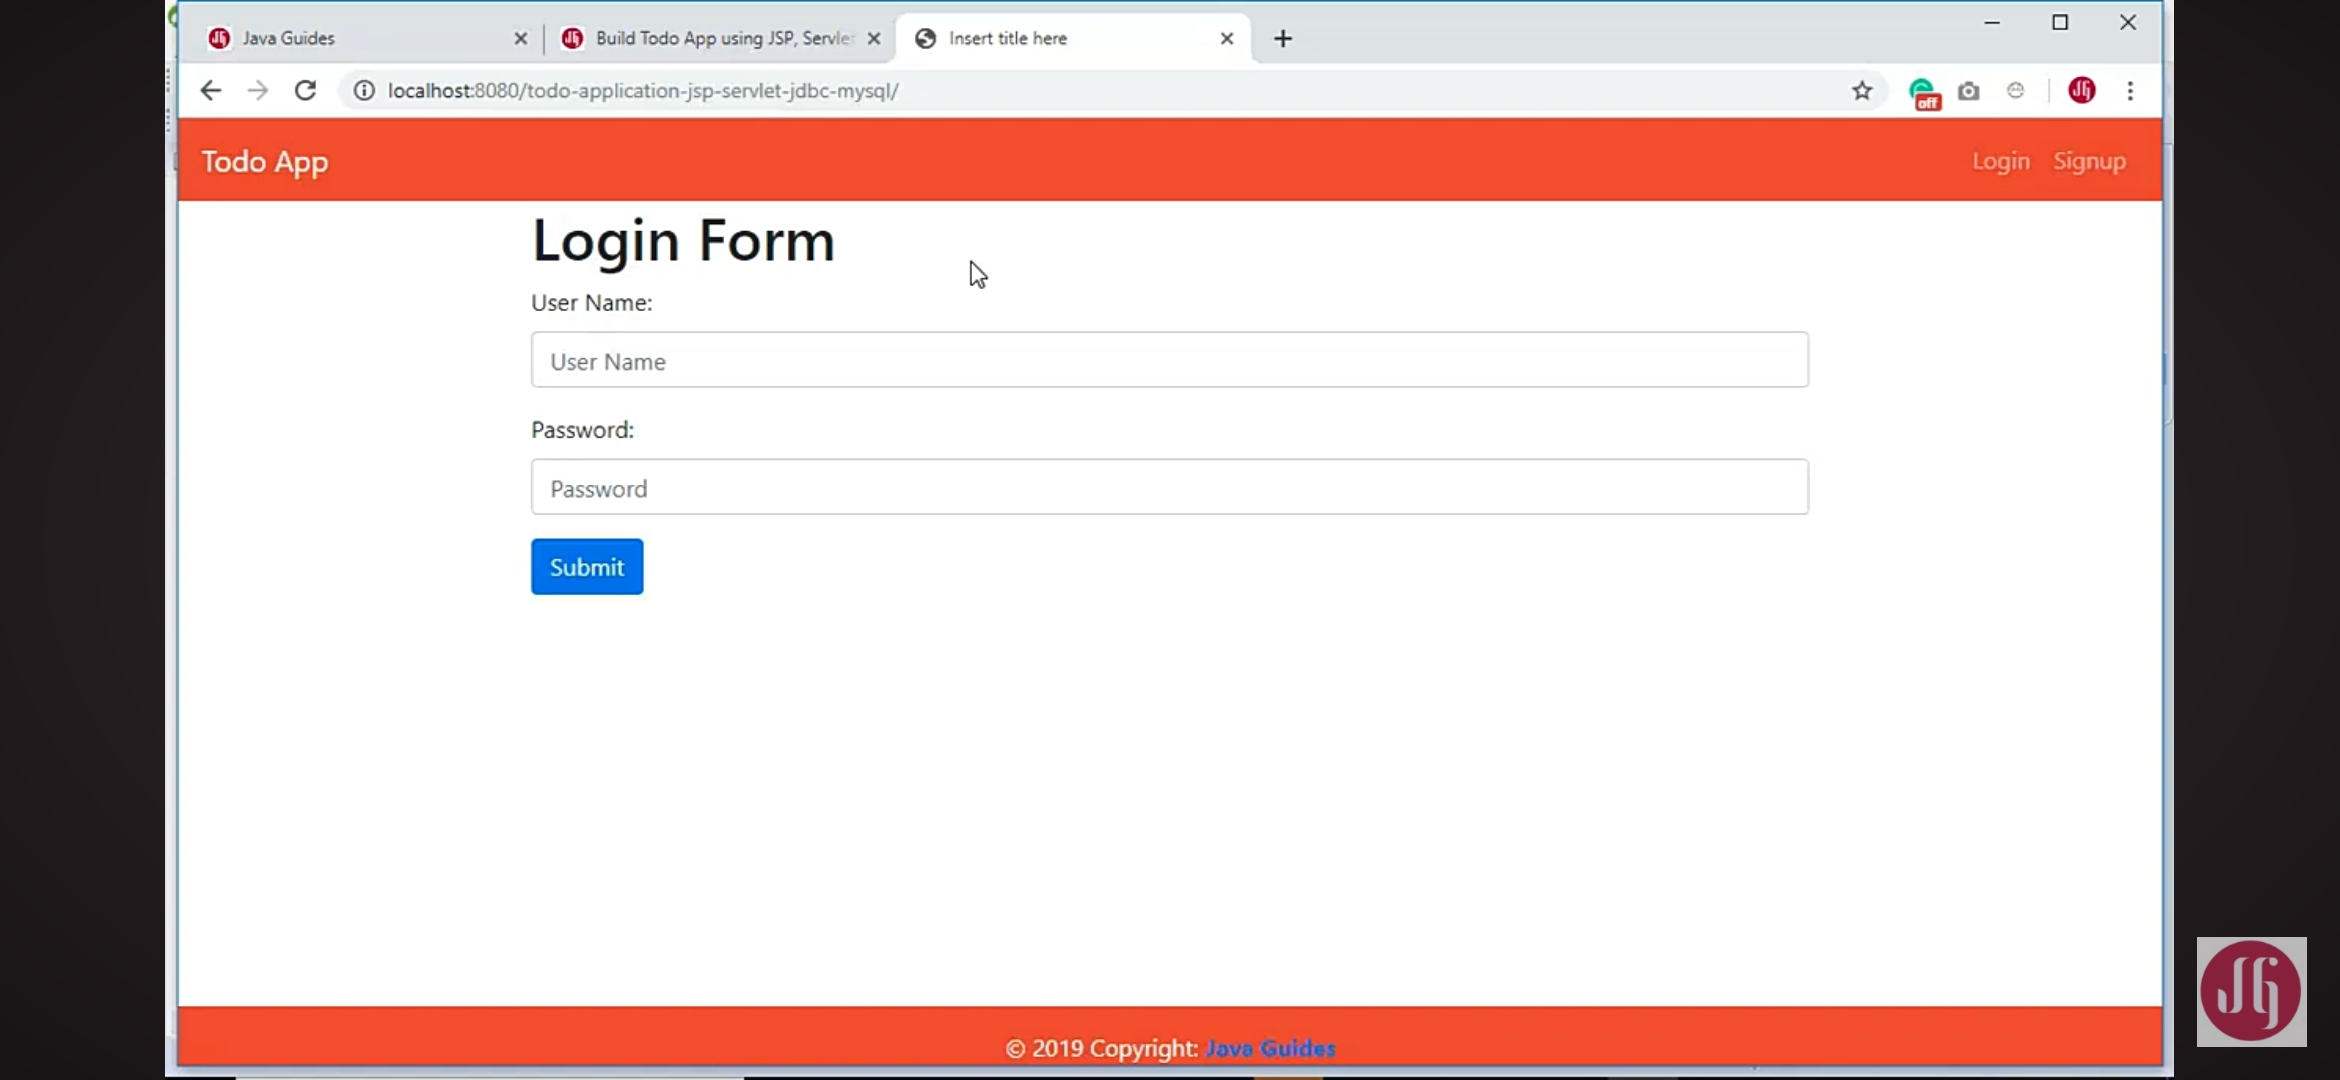 Java Guides
Build Todo App using JSP, Servle
Insert title here
localhost:8080/todo-application-jsp-servlet-jdbc-mysql/
off
Todo App
Login Signup
Login Form
User Name:
User Name
Password:
Password
Submit
© 2019 Copyright: Java Guides